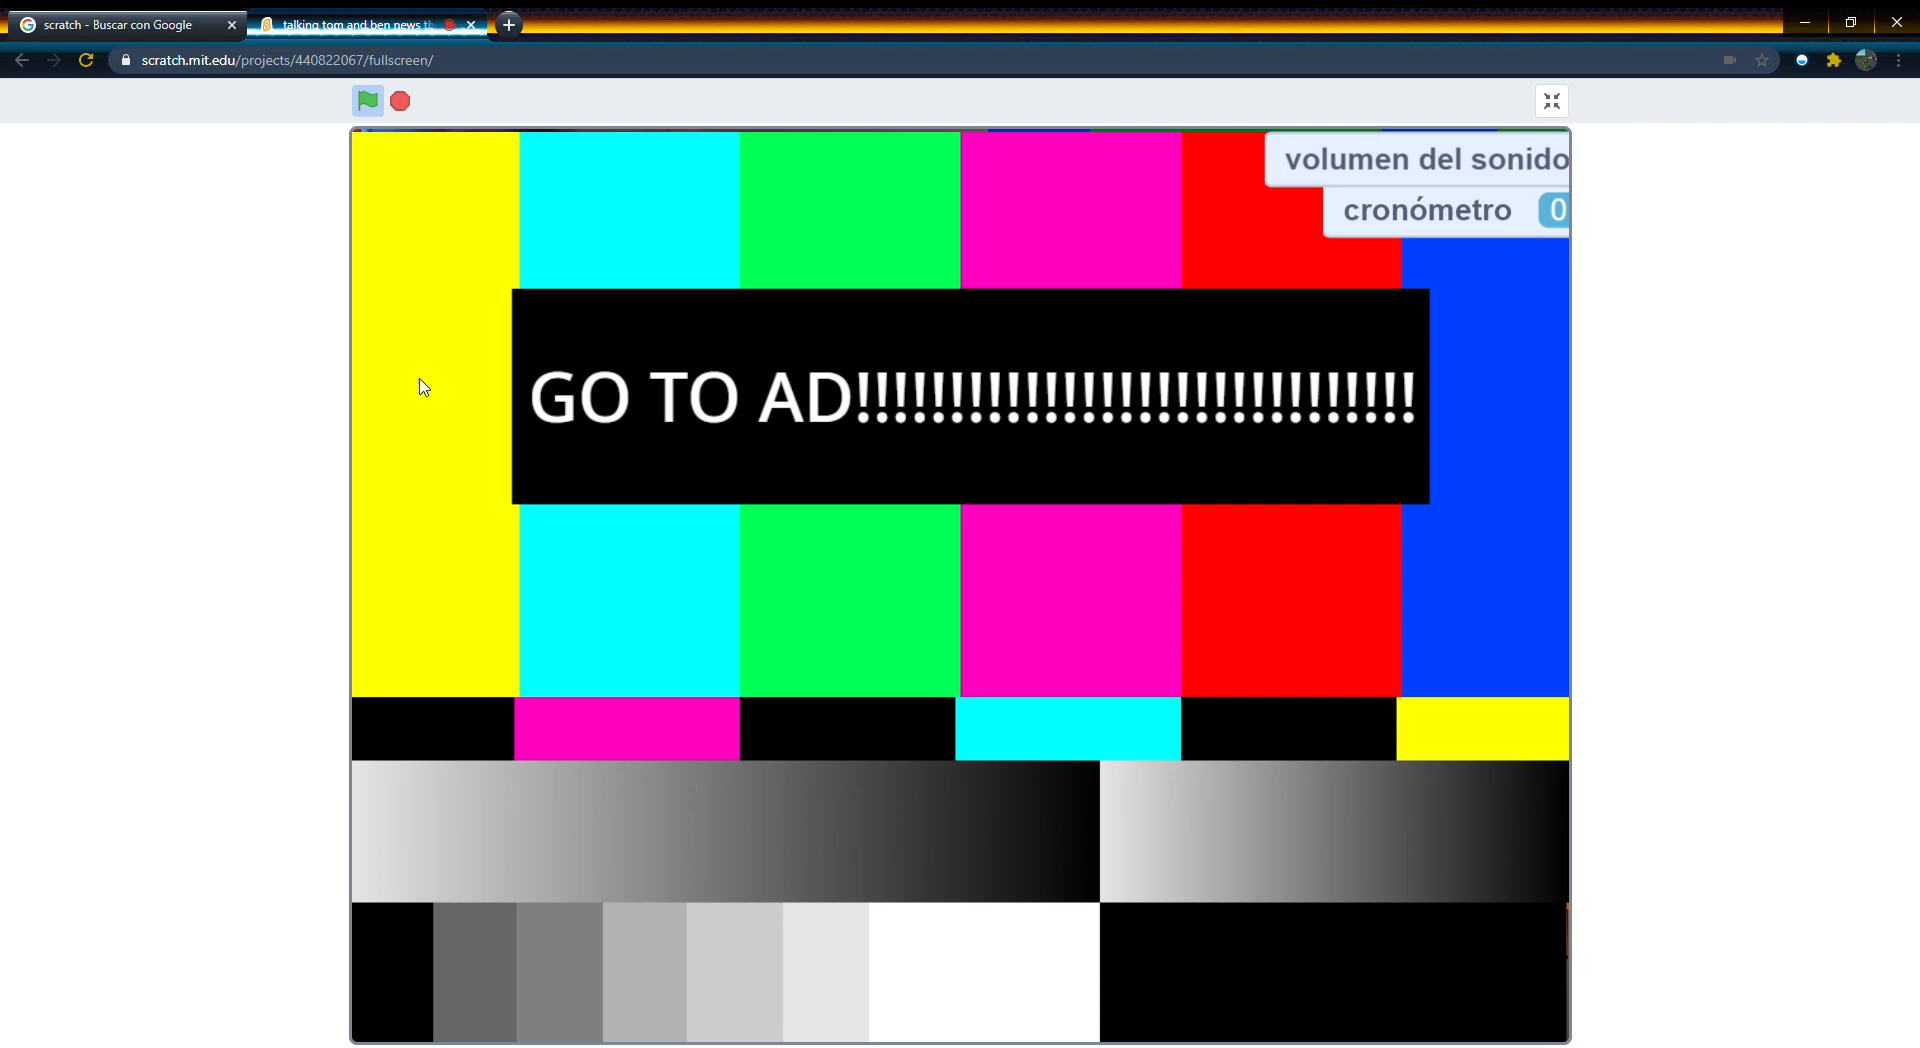 scratch - Buscar con Google
talking tom and ben news th
scratch.mit.edu/projects/440822067/fullscreen/
volumen del sonido
cronómetro 0
GO TO AD!!!!!!!!!!!!!!!!!!!!!!!!!!!!!!